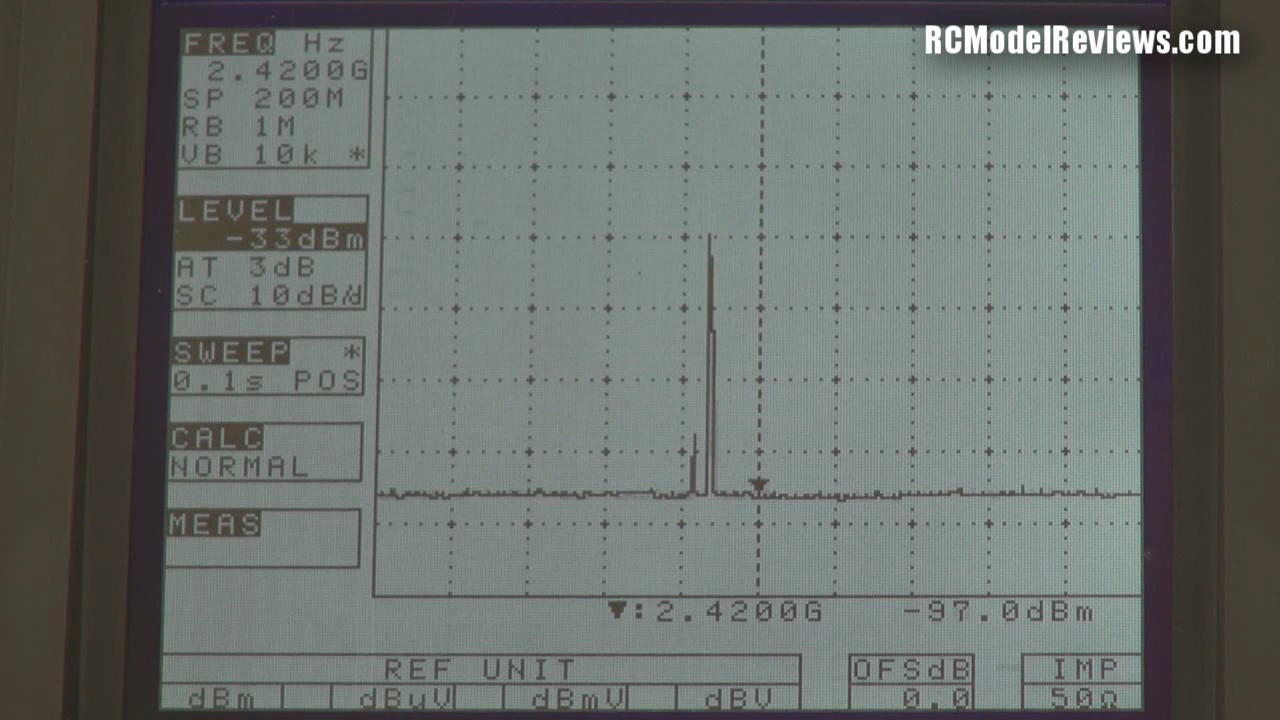 RCModelReviews.com
FREQ Hz
2.4200G
SP 200M
RB 1M
VB 10k *
LEVEL
-33dBm
AT 3dB
SC 10dB/d
SWEEP *
0.1s POS
CALC
NORMAL
MEAS
▼:2.4200G -97.0dBm
REF UNIT
dBm dBuV dBmV dBV
OFSdB
0.0
IMP
50Ω